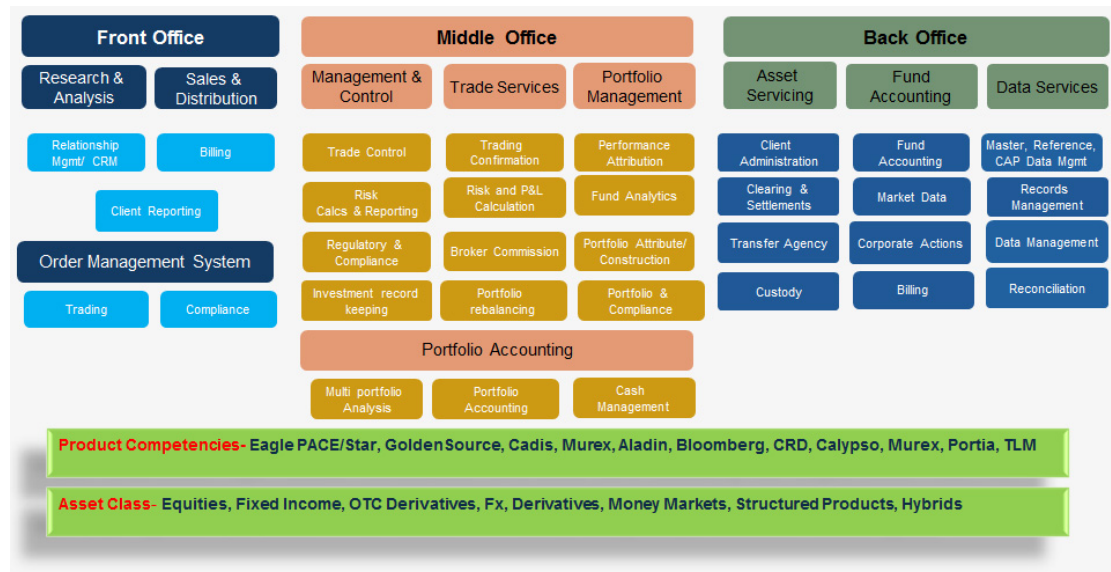 Front Office
Middle Office
Back Office
Research &
Analysis
Sales &
Distribution
Management &
Control
Trade Services
Portfolio
Management
Asset
Servicing
Fund
Accounting
Data Services
Relationship
Mgmt/ CRM
Billing
Client Reporting
Order Management System
Trading
Compliance
Trade Control
Trading
Confirmation
Performance
Attribution
Risk
Calcs & Reporting
Risk and P&L
Calculation
Fund Analytics
Regulatory &
Compliance
Broker Commission
Portfolio Attribute/
Construction
Investment record
keeping
Portfolio
rebalancing
Portfolio &
Compliance
Portfolio Accounting
Multi portfolio
Analysis
Portfolio
Accounting
Cash
Management
Client
Administration
Fund
Accounting
Master, Reference,
CAP Data Mgmt
Clearing &
Settlements
Market Data
Records
Management
Transfer Agency
Corporate Actions
Data Management
Custody
Billing
Reconciliation
Product Competencies- Eagle PACE/Star, GoldenSource, Cadis, Murex, Aladin, Bloomberg, CRD, Calypso, Murex, Portia, TLM
Asset Class- Equities, Fixed Income, OTC Derivatives, Fx, Derivatives, Money Markets, Structured Products, Hybrids